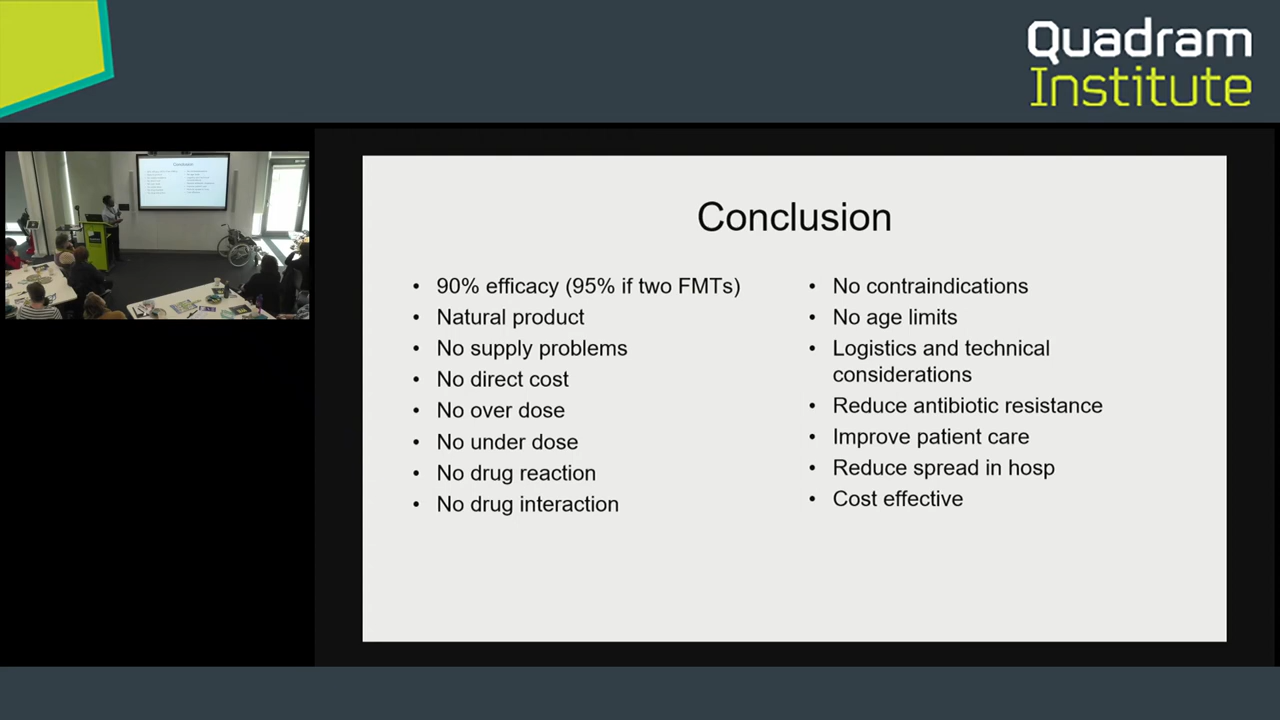 Quadram
Institute
Conclusion
• 90% efficacy (95% if two FMTs)
• Natural product
• No supply problems
• No direct cost
• No over dose
• No under dose
• No drug reaction
• No drug interaction
• No contraindications
• No age limits
• Logistics and technical
considerations
• Reduce antibiotic resistance
• Improve patient care
• Reduce spread in hosp
• Cost effective